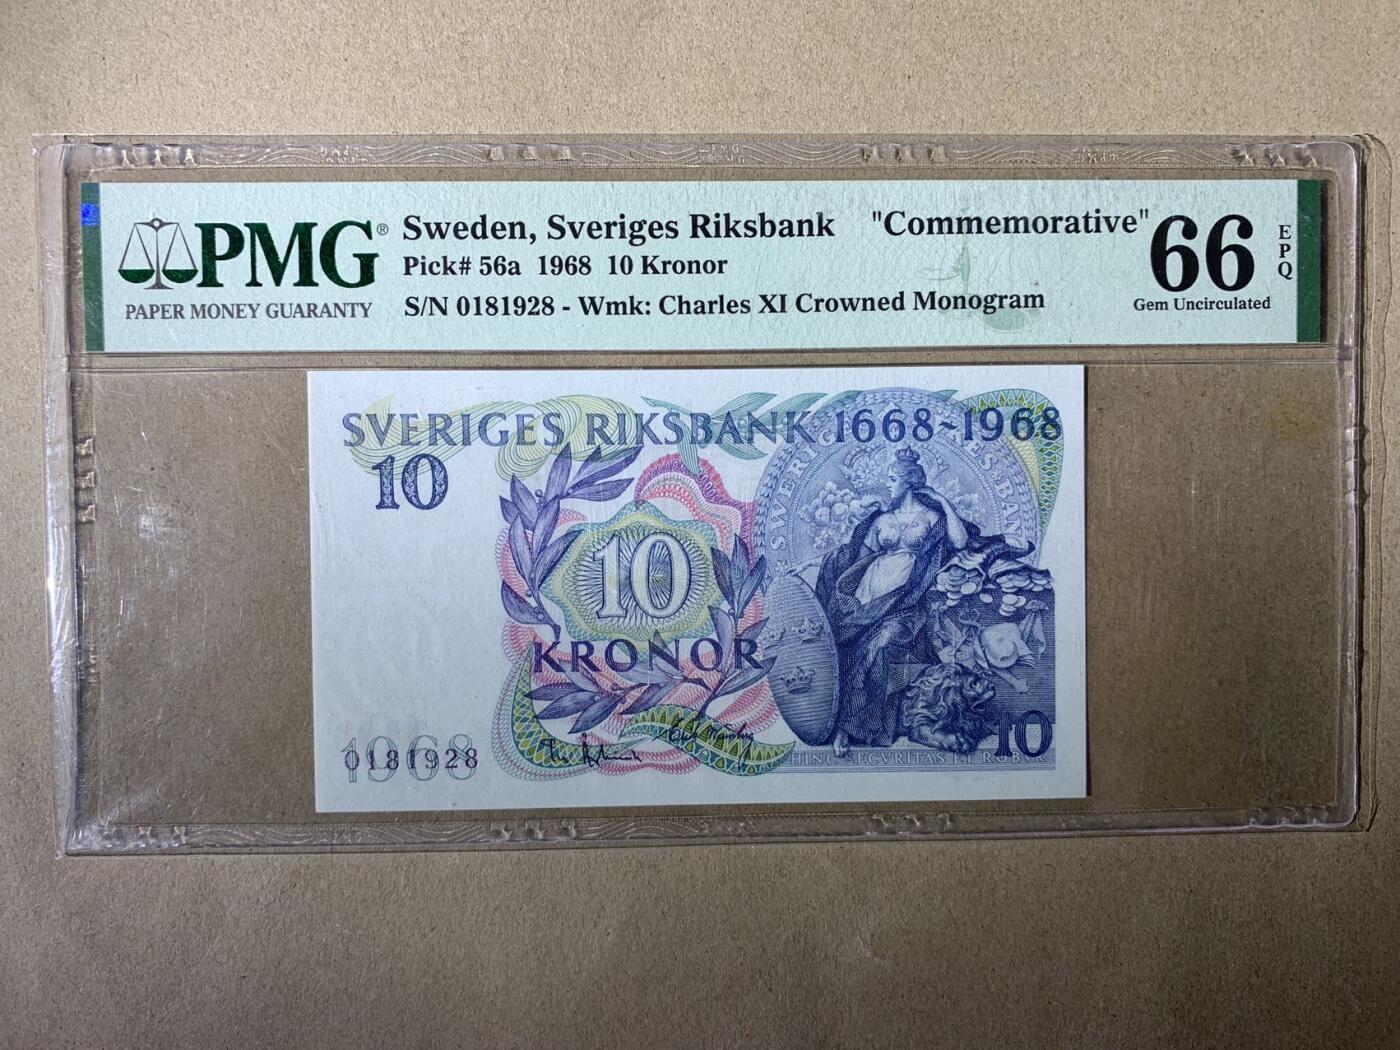 PMG®
PAPER MONEY GUARANTY
Sweden, Sveriges Riksbank "Commemorative"
Pick# 56a 1968 10 Kronor
S/N 0181928 - Wmk: Charles XI Crowned Monogram
66
EPQ
Gem Uncirculated
SVERIGES RIKSBANK 1668-1968
10
10
KRONOR
1968
0181928
10
HINC SECVRITAS ET ROBVR